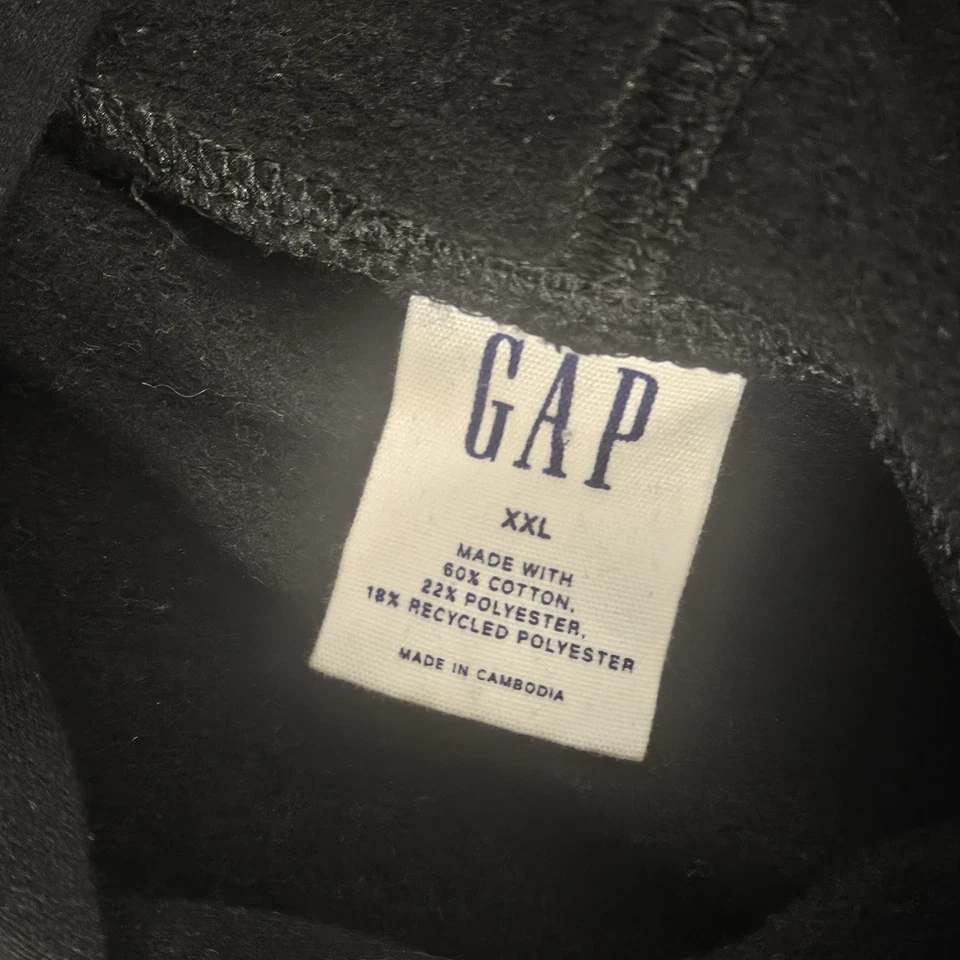 GAP
XXL
MADE WITH
60% COTTON,
22% POLYESTER,
18% RECYCLED POLYESTER
MADE IN CAMBODIA